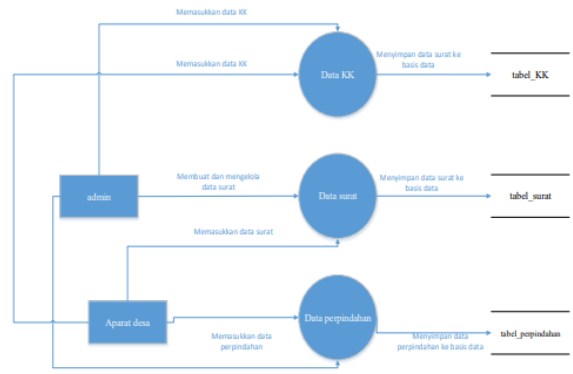 Memasukkan data KK
Memasukkan data KK
Data KK
Menyimpan data surat ke
basis data
tabel_KK
admin
Membuat dan mengelola
data surat
Data surat
Menyimpan data surat ke
basis data
tabel_surat
Memasukkan data surat
Aparat desa
Memasukkan data
perpindahan
Data perpindahan
Menyimpan data
perpindahan ke basis data
tabel_perpindahan